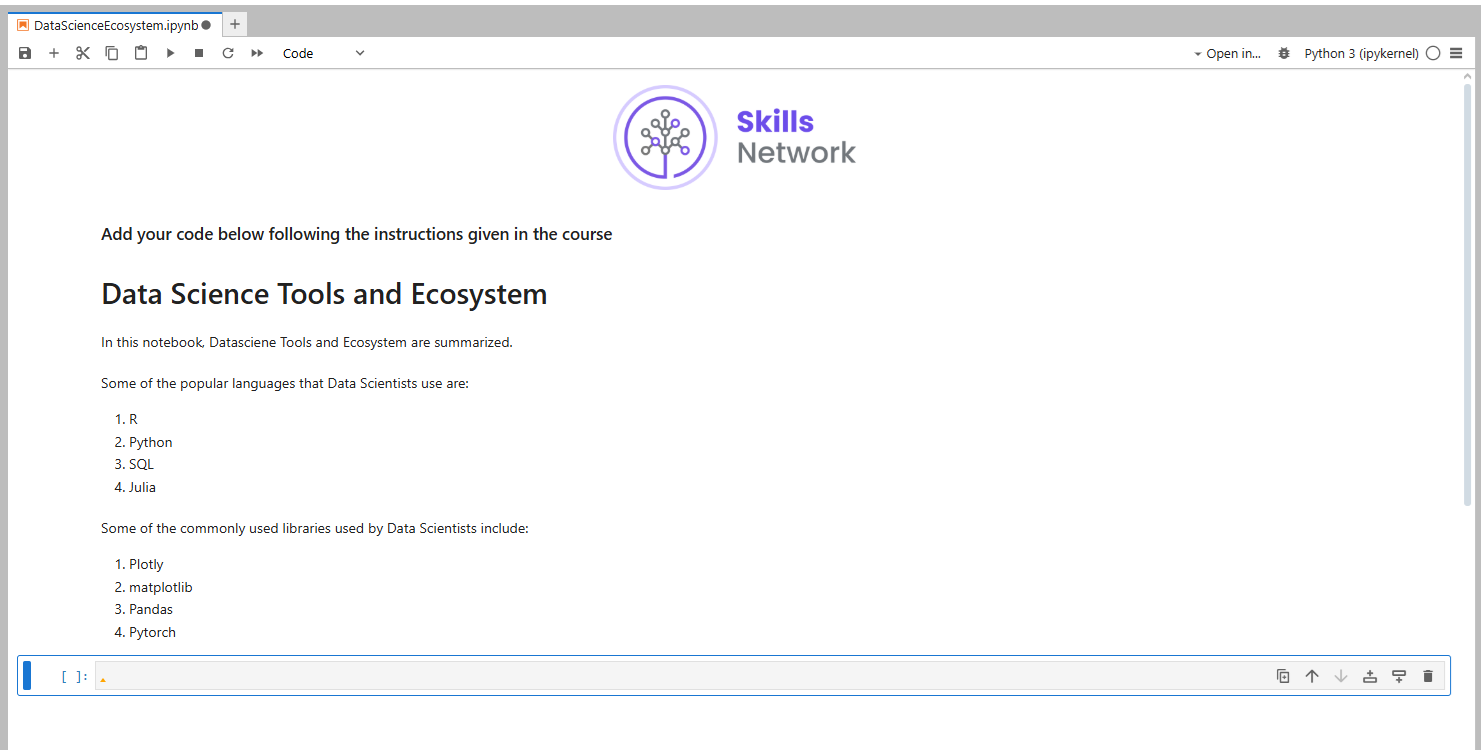 DataScienceEcosystem.ipynb
Code
Open in...
Python 3 (ipykernel)
Skills
Network
Add your code below following the instructions given in the course
Data Science Tools and Ecosystem
In this notebook, Datasciene Tools and Ecosystem are summarized.
Some of the popular languages that Data Scientists use are:
1. R
2. Python
3. SQL
4. Julia
Some of the commonly used libraries used by Data Scientists include:
1. Plotly
2. matplotlib
3. Pandas
4. Pytorch
[ ]: